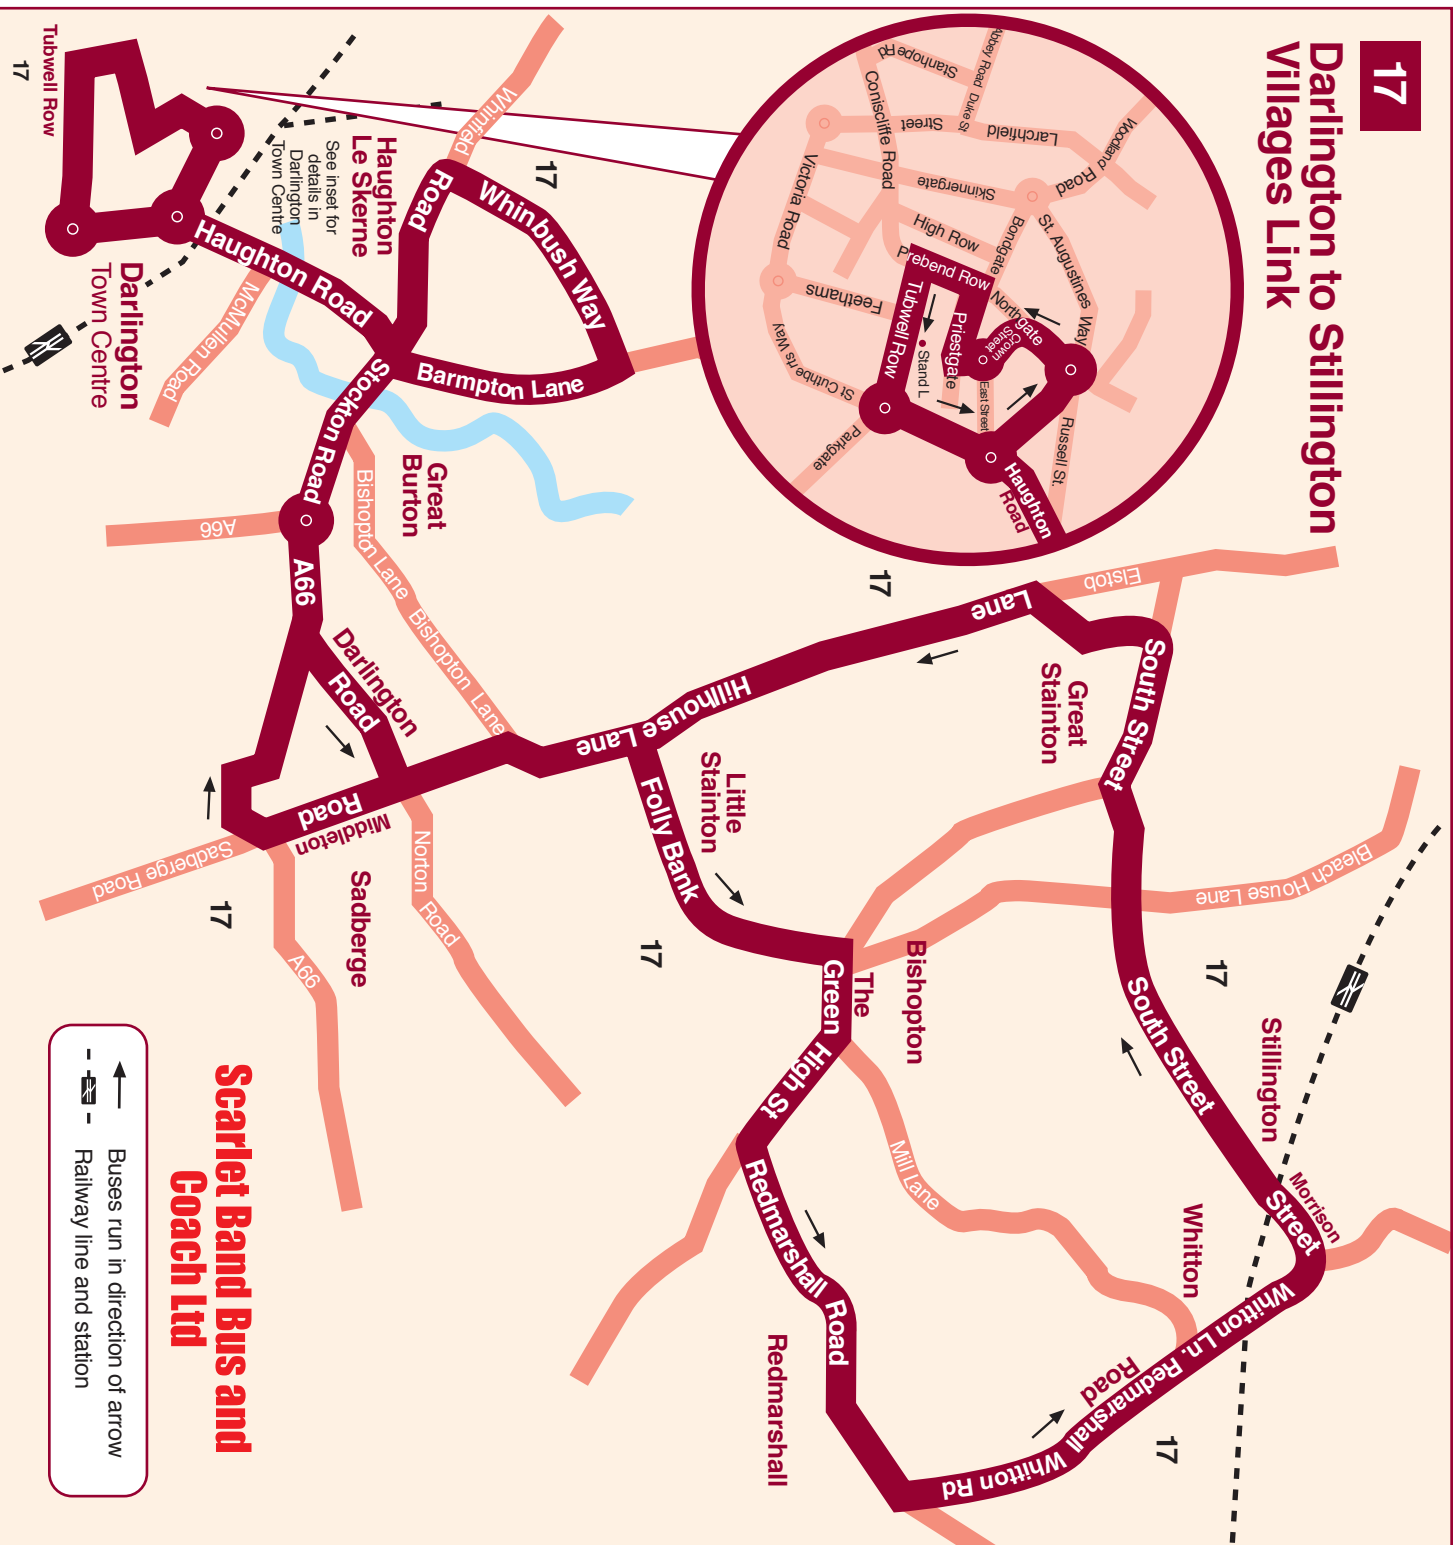 17
Darlington to Stillington
Villages Link
Abbey Road
Duke St
Stanhope Rd
Coniscliffe Road
Larchfield Street
Woodland Road
Skinnergate
Victoria Road
High Row
Bondgate
St. Augustines Way
Prebend Row
Northgate
Crown
Street
Feethams
Tubwell Row
Priestgate
Stand L
East Street
St Cuthberts Way
Parkgate
Russell St.
Haughton
Road
Tubwell Row
17
Whinfield
Road
Haughton
Le Skerne
See inset for
details in
Darlington
Town Centre
17
Whinbush Way
Haughton Road
Darlington
Town Centre
McMullen Road
Barmpton Lane
Stockton Road
Great
Burton
Bishopton Lane
Bishopton Lane
A66
A66
Darlington
Road
17
Elstob
Lane
Great
Stainton
South Street
Hillhouse Lane
Little
Stainton
Folly Bank
Middleton
Road
Norton Road
Sadberge Road
Sadberge
17
A66
17
Bleach House Lane
Bishopton
The
Green
High St
17
South Street
Stillington
Morrison
Street
Mill Lane
Whitton
Whitton Ln.
Redmarshall
Road
Redmarshall Road
Redmarshall
Whitton Rd
17
Scarlet Band Bus and
Coach Ltd
Buses run in direction of arrow
Railway line and station